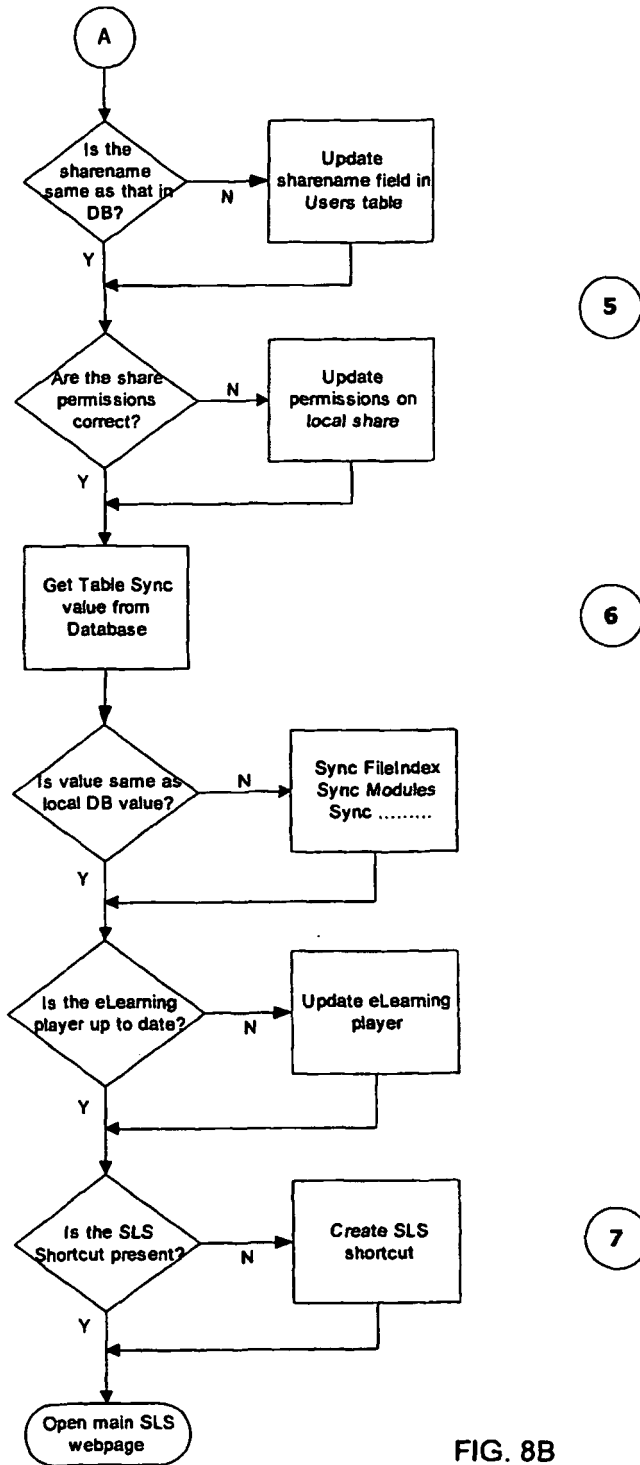 A
Is the
sharename
same as that in
DB?
N
Update
sharename field in
Users table
Y
5
Are the share
permissions
correct?
N
Update
permissions on
local share
Y
Get Table Sync
value from
Database
6
Is value same as
local DB value?
N
Sync FileIndex
Sync Modules
Sync .........
Y
Is the eLearning
player up to date?
N
Update eLearning
player
Y
Is the SLS
Shortcut present?
N
Create SLS
shortcut
7
Y
Open main SLS
webpage
FIG. 8B